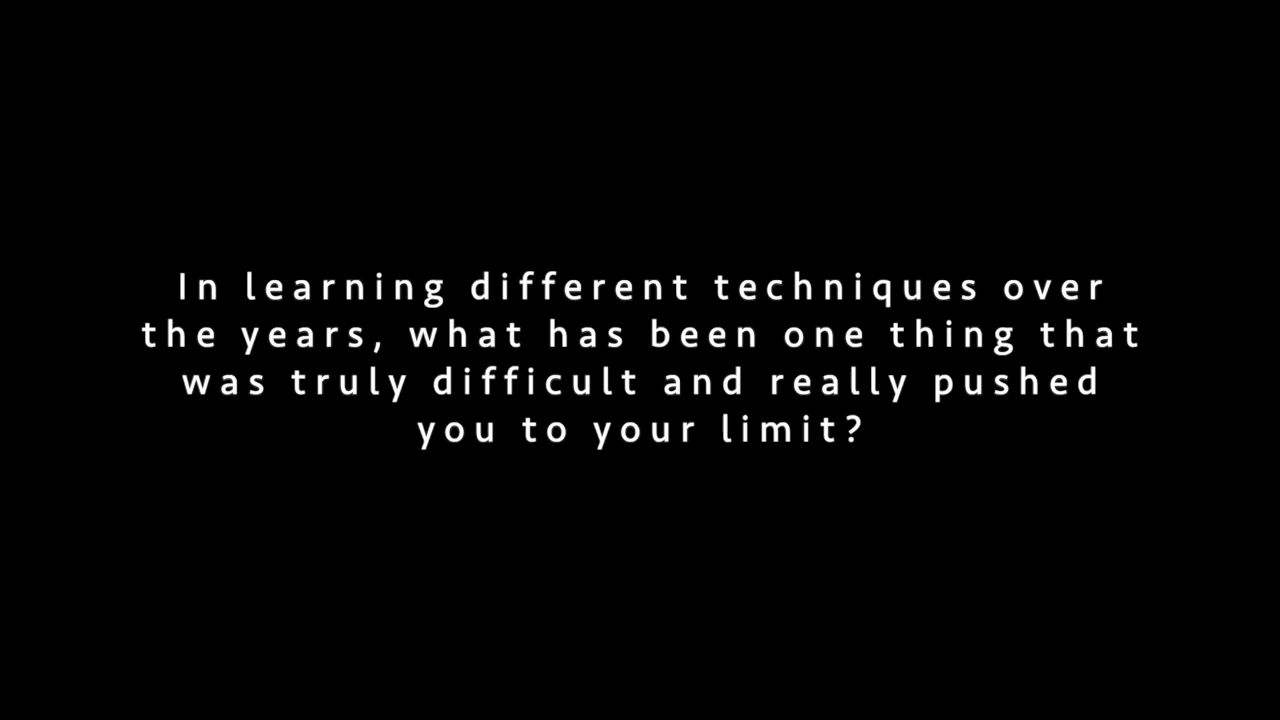 In learning different techniques over
the years, what has been one thing that
was truly difficult and really pushed
you to your limit?